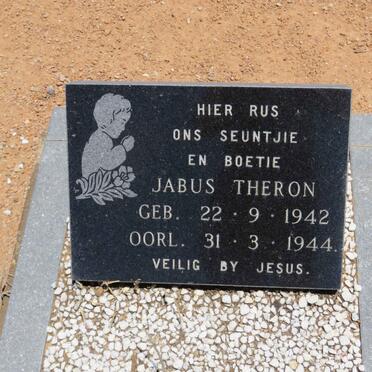 HIER RUS
ONS SEUNTJIE
EN BOETIE
JABUS THERON
GEB. 22·9·1942
OORL. 31·3·1944.
VEILIG BY JESUS.